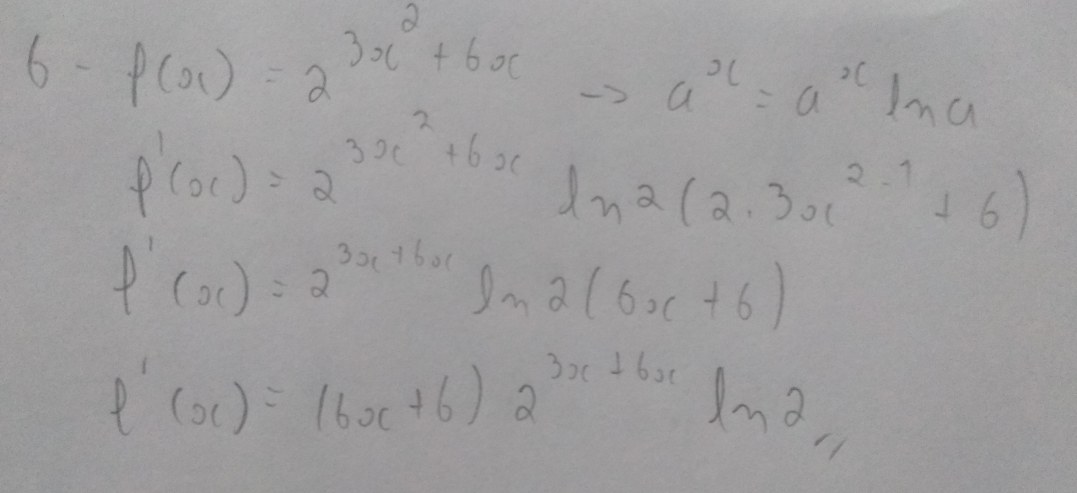 6 - f(x) = 2^{3x^2 + 6x} -> a^x = a^x ln a
f'(x) = 2^{3x^2 + 6x} ln 2 (2 . 3x^{2-1} + 6)
f'(x) = 2^{3x + 6x} ln 2 (6x + 6)
f'(x) = (6x + 6) 2^{3x + 6x} ln 2 //